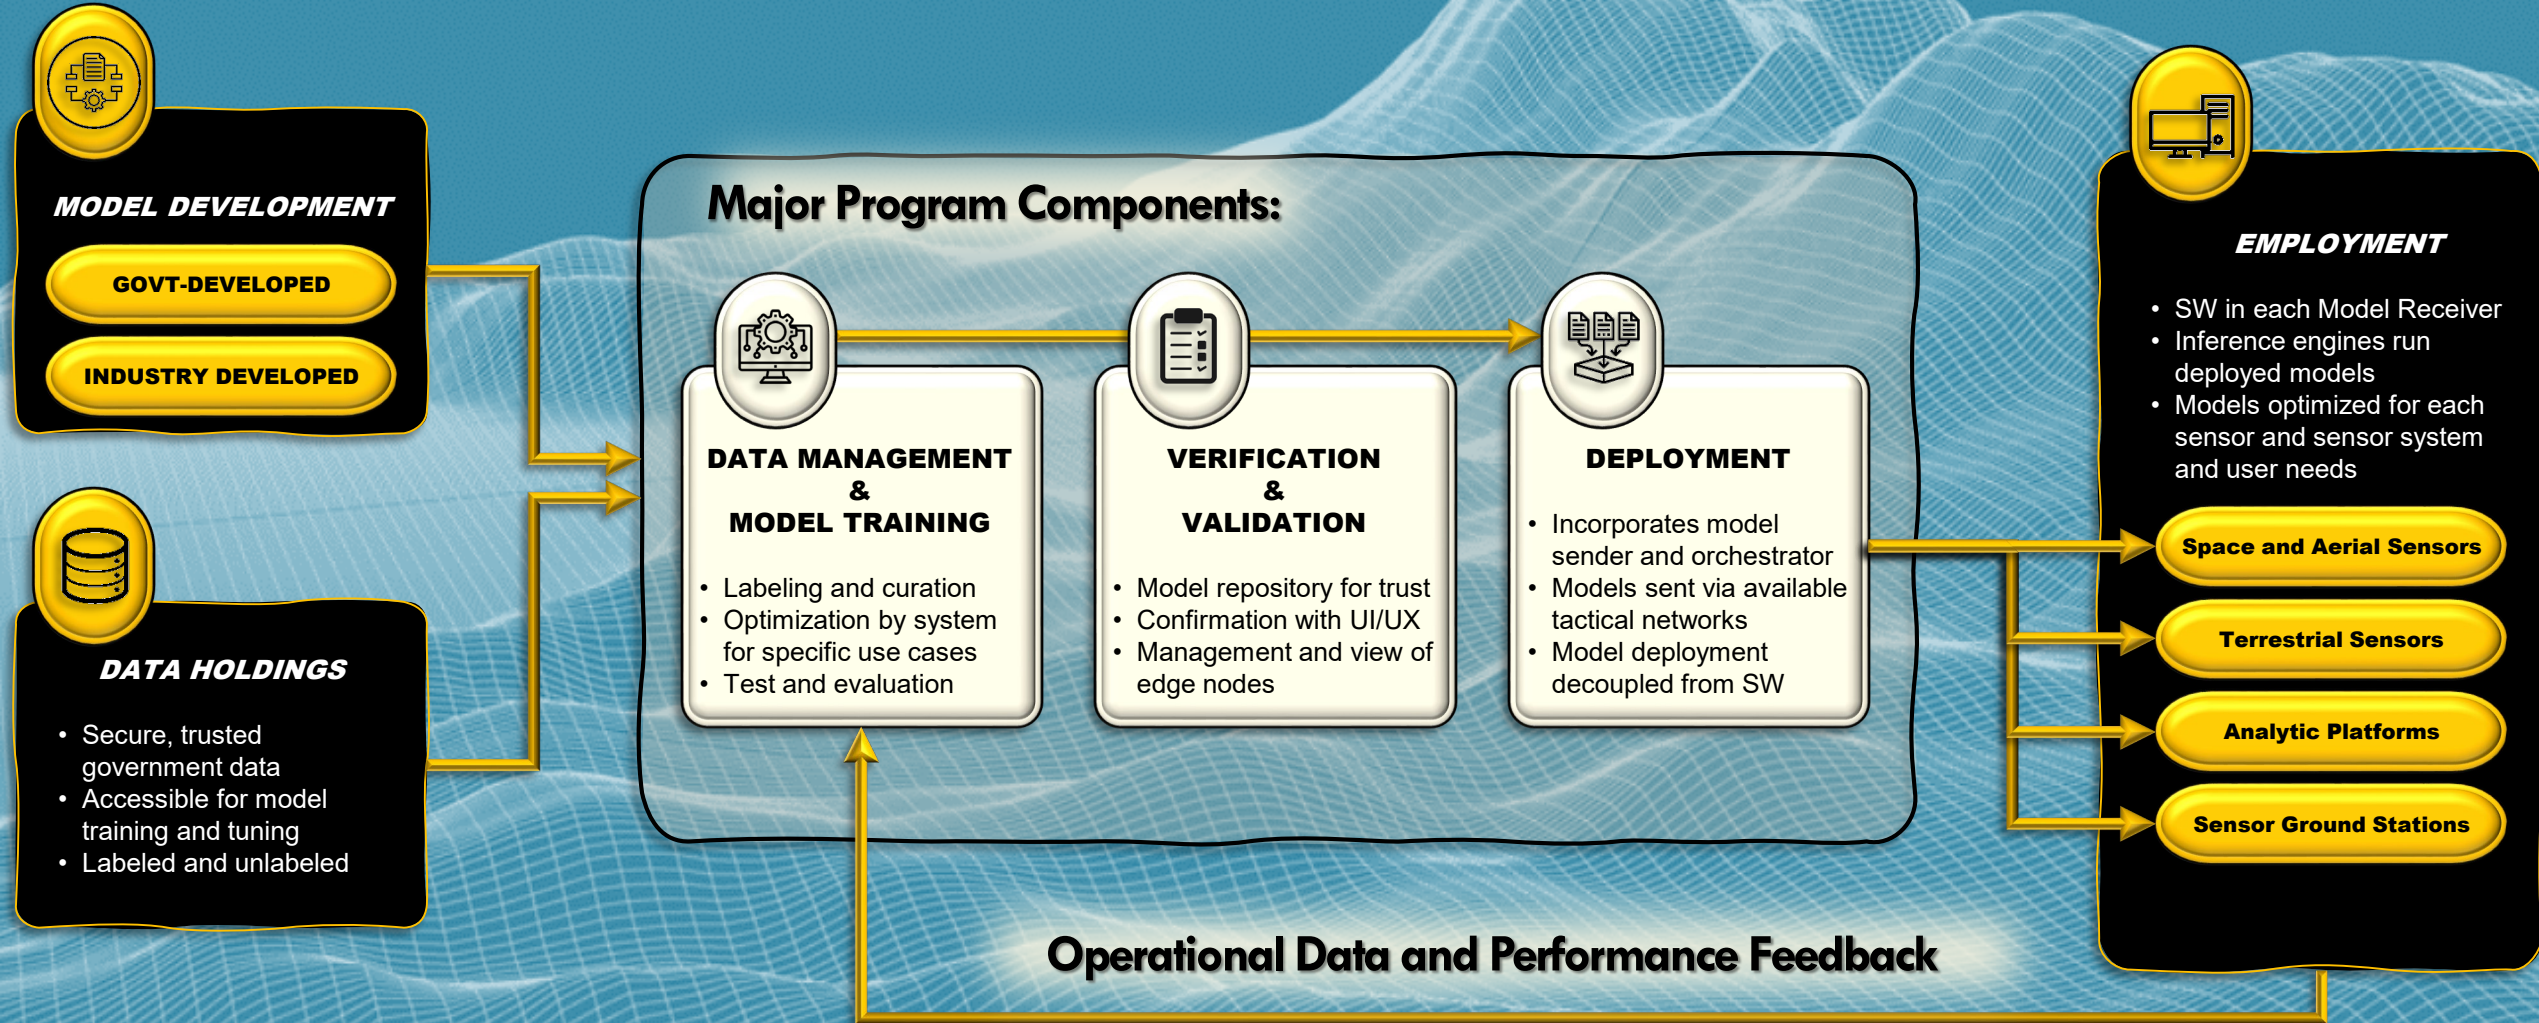 MODEL DEVELOPMENT
GOVT-DEVELOPED
INDUSTRY DEVELOPED
DATA HOLDINGS
• Secure, trusted
government data
• Accessible for model
training and tuning
• Labeled and unlabeled
Major Program Components:
DATA MANAGEMENT
&
MODEL TRAINING
• Labeling and curation
• Optimization by system
for specific use cases
• Test and evaluation
VERIFICATION
&
VALIDATION
• Model repository for trust
• Confirmation with UI/UX
• Management and view of
edge nodes
DEPLOYMENT
• Incorporates model
sender and orchestrator
• Models sent via available
tactical networks
• Model deployment
decoupled from SW
EMPLOYMENT
• SW in each Model Receiver
• Inference engines run
deployed models
• Models optimized for each
sensor and sensor system
and user needs
Space and Aerial Sensors
Terrestrial Sensors
Analytic Platforms
Sensor Ground Stations
Operational Data and Performance Feedback